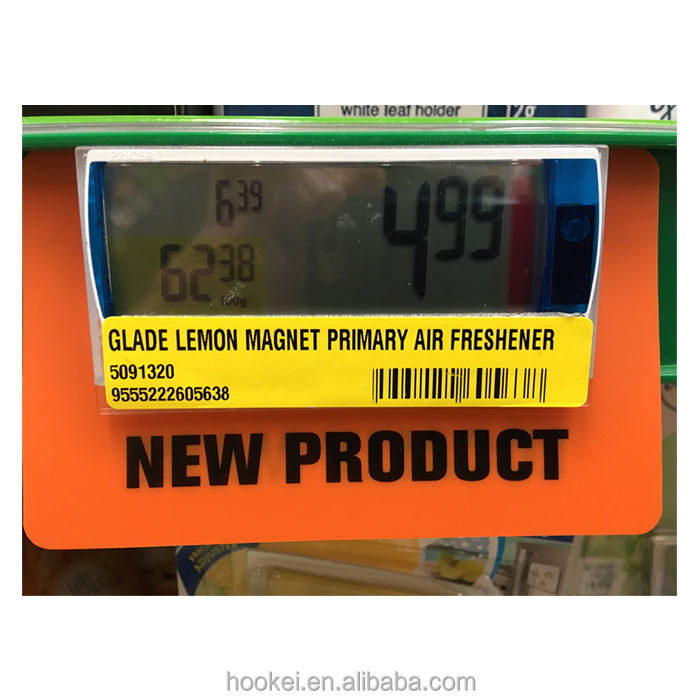 white leaf holder
6.39
4.99
62.38
100g
GLADE LEMON MAGNET PRIMARY AIR FRESHENER
5091320
9555222605638
NEW PRODUCT
hookei.en.alibaba.com